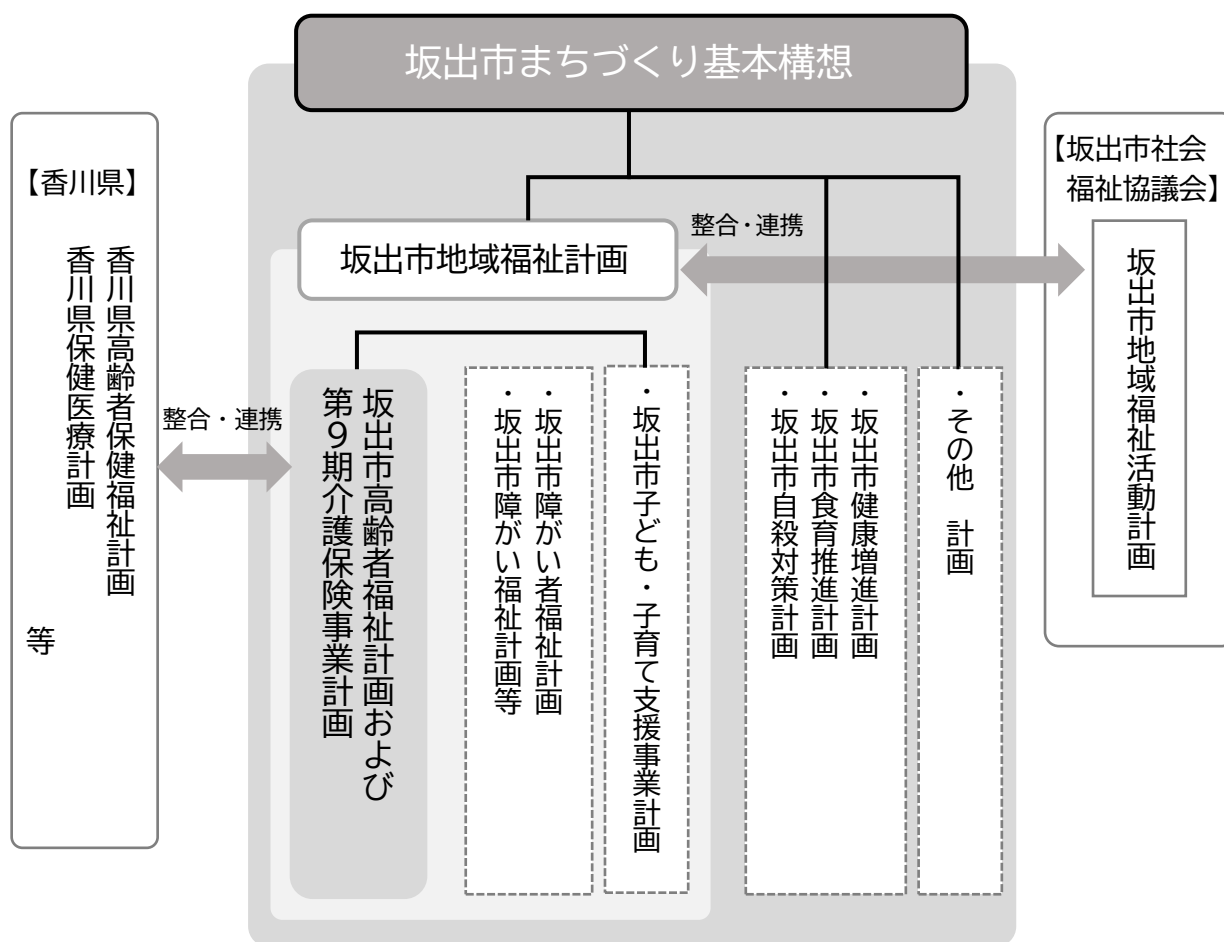 坂出市まちづくり基本構想
【香川県】
香川県高齢者保健福祉計画
香川県保健医療計画
等
整合・連携
坂出市地域福祉計画
整合・連携
【坂出市社会
福祉協議会】
坂出市地域福祉活動計画
坂出市高齢者福祉計画および
第9期介護保険事業計画
・坂出市障がい者福祉計画
・坂出市障がい福祉計画等
・坂出市子ども・子育て支援事業計画
・坂出市健康増進計画
・坂出市食育推進計画
・坂出市自殺対策計画
・その他 計画